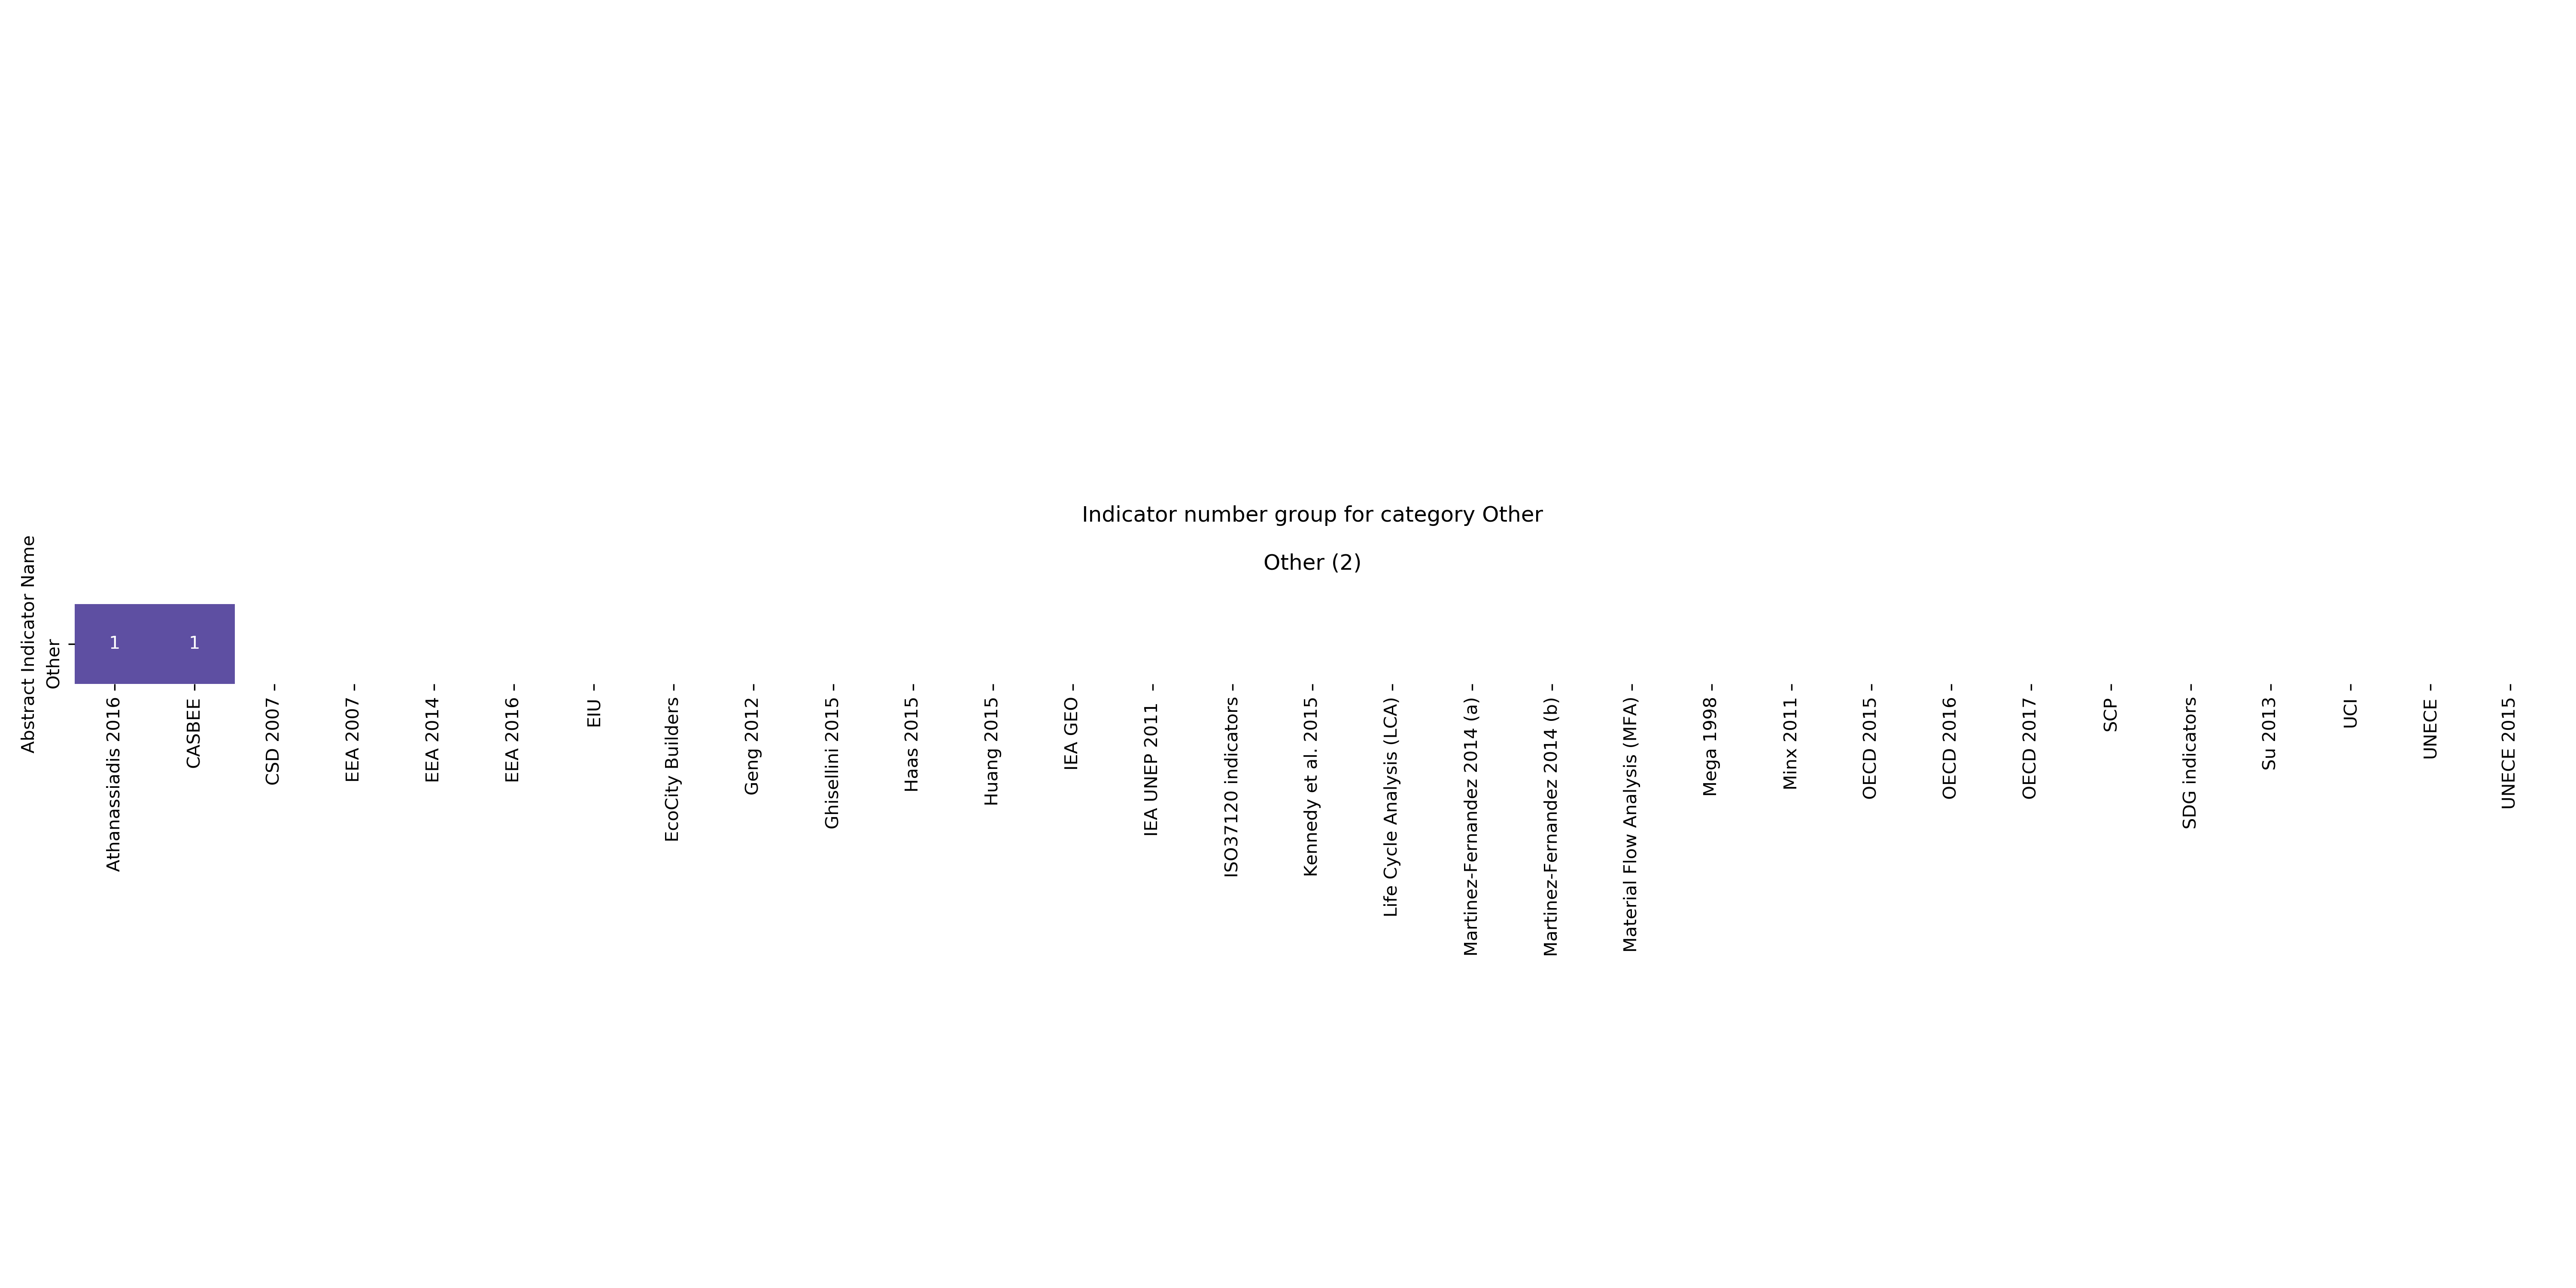 Indicator number group for category Other
Other (2)
Abstract Indicator Name
Other
1
1
Athanassiadis 2016
CASBEE
CSD 2007
EEA 2007
EEA 2014
EEA 2016
EIU
EcoCity Builders
Geng 2012
Ghisellini 2015
Haas 2015
Huang 2015
IEA GEO
IEA UNEP 2011
ISO37120 indicators
Kennedy et al. 2015
Life Cycle Analysis (LCA)
Martinez-Fernandez 2014 (a)
Martinez-Fernandez 2014 (b)
Material Flow Analysis (MFA)
Mega 1998
Minx 2011
OECD 2015
OECD 2016
OECD 2017
SCP
SDG indicators
Su 2013
UCI
UNECE
UNECE 2015